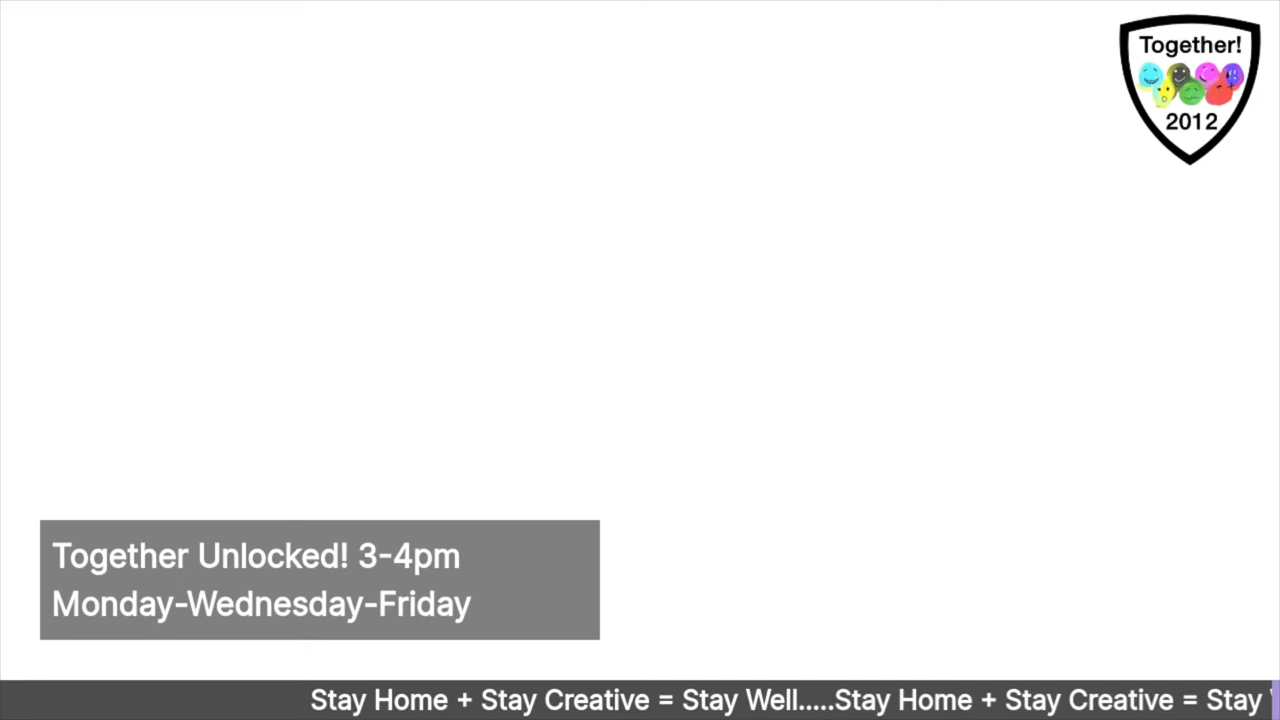 Together!
2012
Together Unlocked! 3-4pm
Monday-Wednesday-Friday
Stay Home + Stay Creative = Stay Well.....Stay Home + Stay Creative = Stay